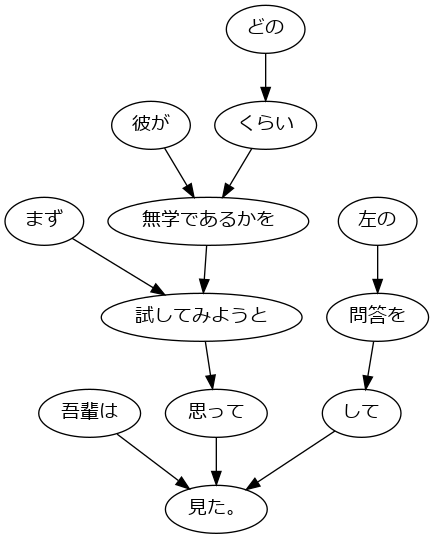 どの
彼が
くらい
まず
無学であるかを
左の
試してみようと
問答を
吾輩は
思って
して
見た。